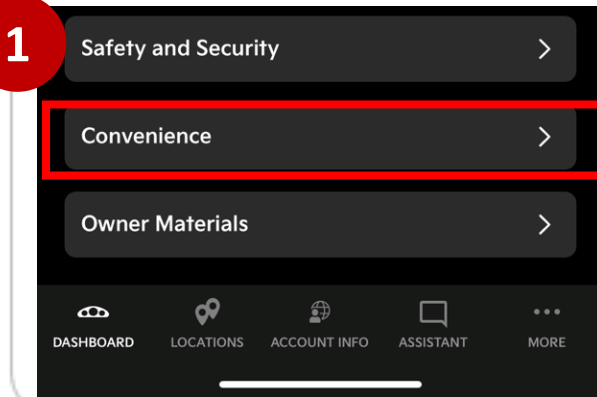 1
Safety and Security
Convenience
Owner Materials
DASHBOARD LOCATIONS ACCOUNT INFO ASSISTANT MORE